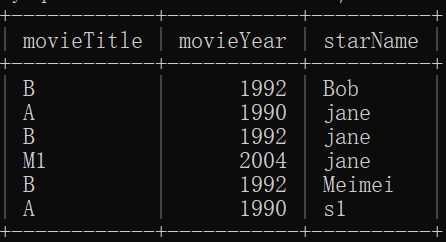 movieTitle movieYear starName
B 1992 Bob
A 1990 jane
B 1992 jane
M1 2004 jane
B 1992 Meimei
A 1990 s1